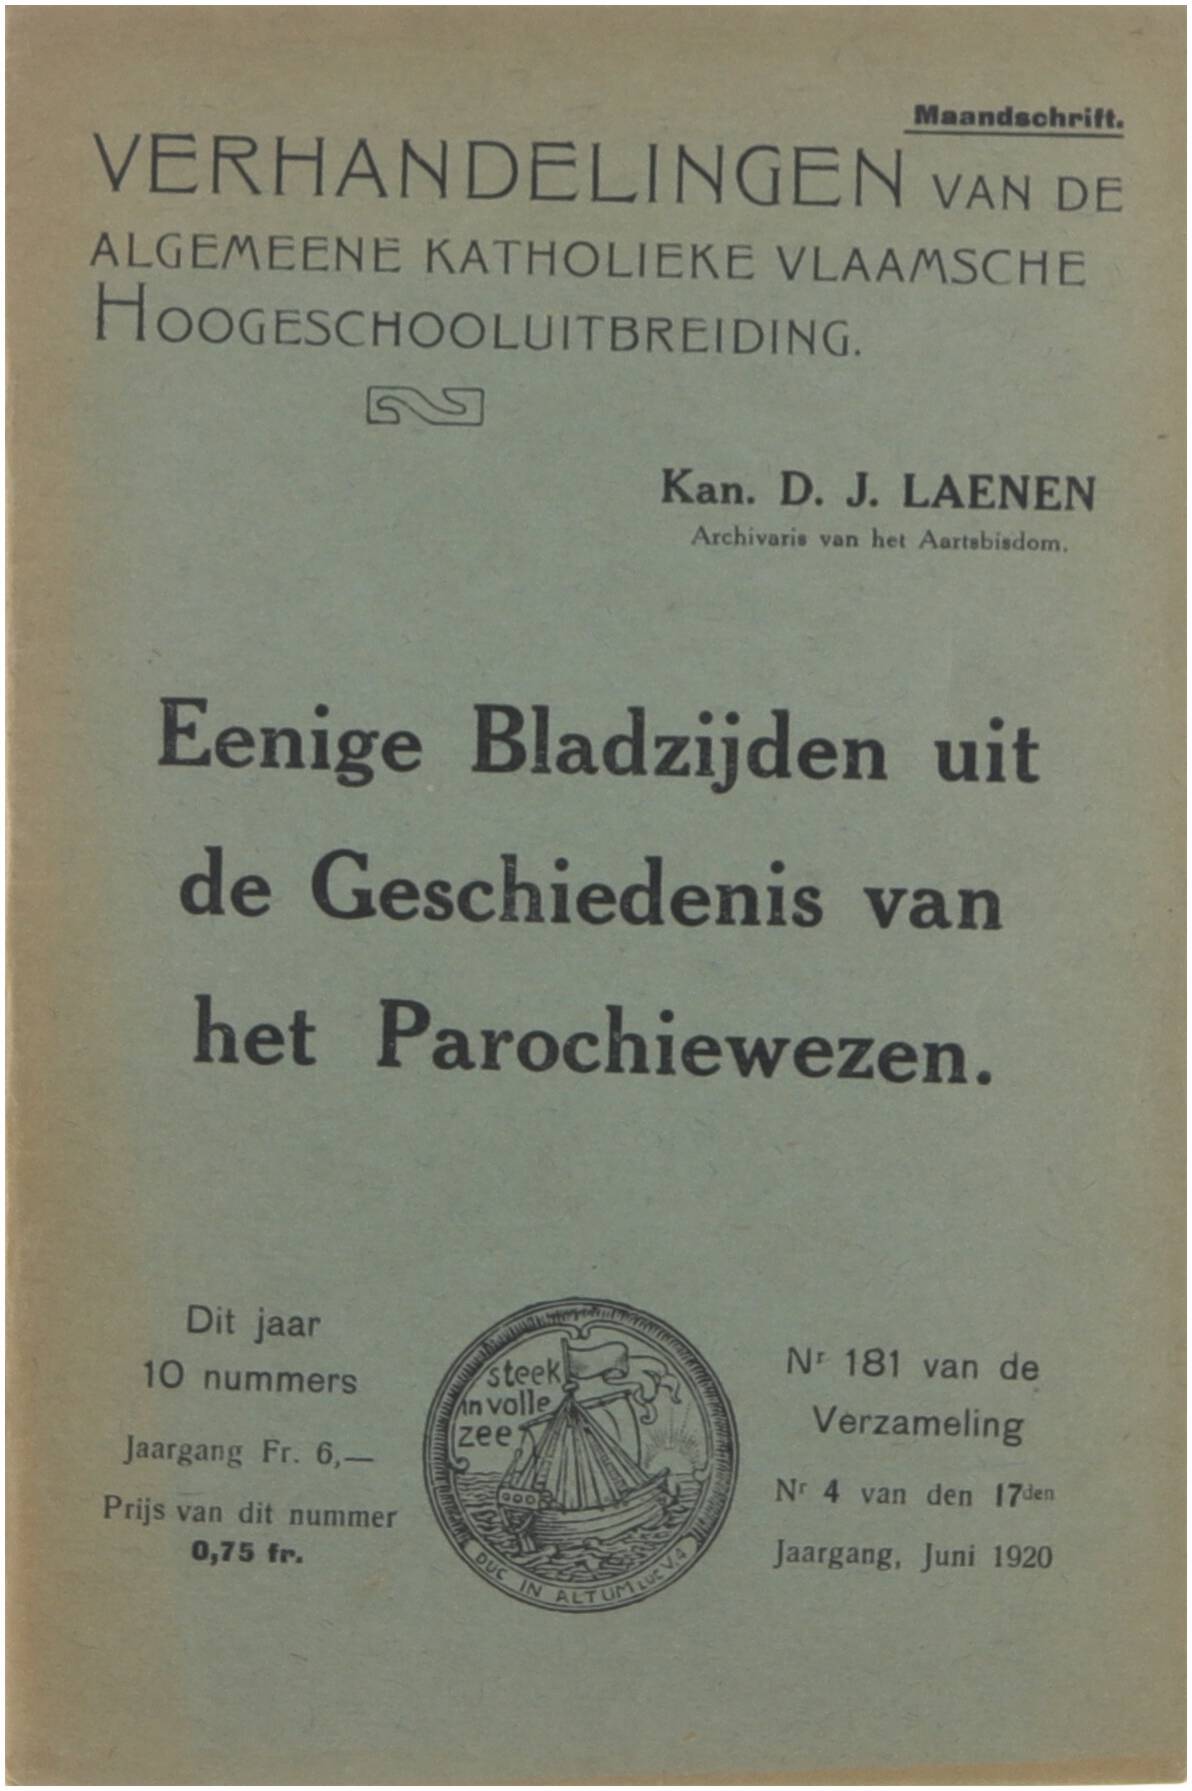 Maandschrift.
VERHANDELINGEN VAN DE
ALGEMEENE KATHOLIEKE VLAAMSCHE
HOOGESCHOOLUITBREIDING.
Kan. D. J. LAENEN
Archivaris van het Aartsbisdom.
Eenige Bladzijden uit
de Geschiedenis van
het Parochiewezen.
Dit jaar
10 nummers
Jaargang Fr. 6,—
Prijs van dit nummer
0,75 fr.
steek
in volle
zee
DUC IN ALTUM LUC V.4
Nr 181 van de
Verzameling
Nr 4 van den 17den
Jaargang, Juni 1920